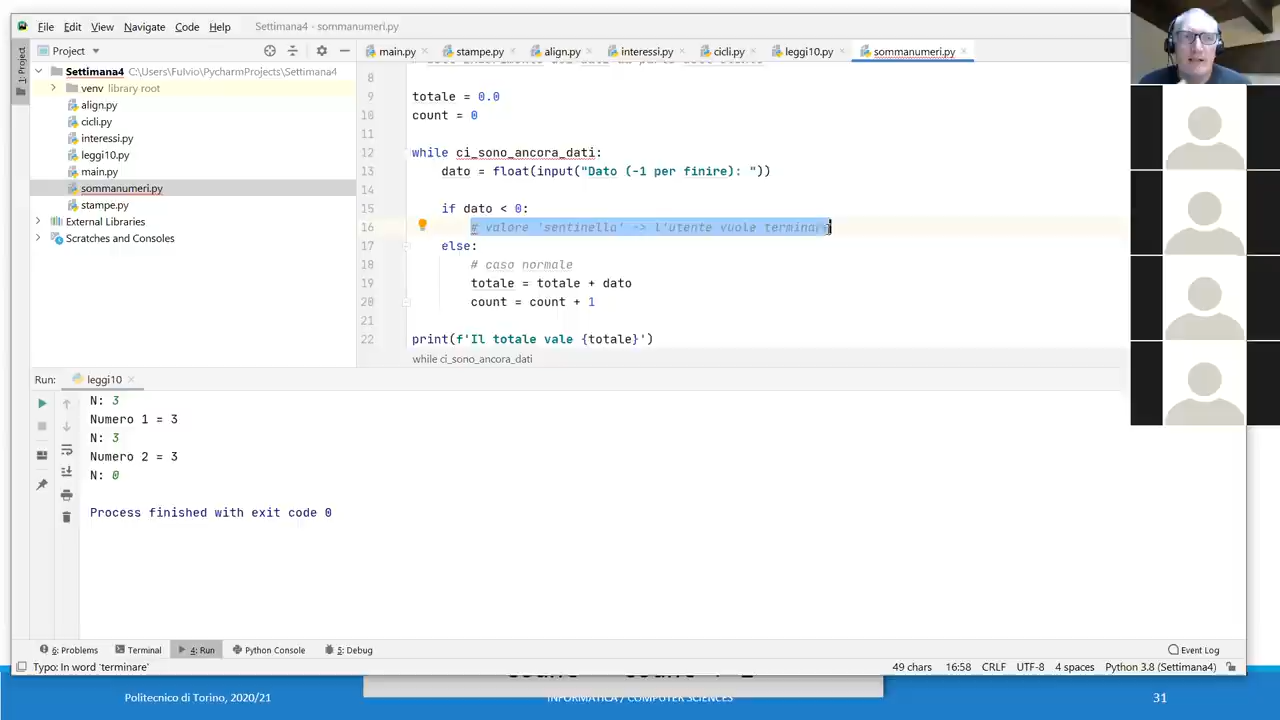 File Edit View Navigate Code Help Settimana4 - sommanumeri.py
1: Project
Project
main.py stampe.py align.py interessi.py cicli.py leggi10.py sommanumeri.py
Settimana4 C:\Users\Fulvio\PycharmProjects\Settimana4
venv library root
align.py
cicli.py
interessi.py
leggi10.py
main.py
sommanumeri.py
stampe.py
External Libraries
Scratches and Consoles
8
9 totale = 0.0
10 count = 0
11
12 while ci_sono_ancora_dati:
13 dato = float(input("Dato (-1 per finire): "))
14
15 if dato < 0:
16 # valore 'sentinella' -> l'utente vuole terminare
17 else:
18 # caso normale
19 totale = totale + dato
20 count = count + 1
21
22 print(f'Il totale vale {totale}')
while ci_sono_ancora_dati
Run: leggi10
N: 3
Numero 1 = 3
N: 3
Numero 2 = 3
N: 0
Process finished with exit code 0
6: Problems Terminal 4: Run Python Console 5: Debug Event Log
Typo: In word 'terminare' 49 chars 16:58 CRLF UTF-8 4 spaces Python 3.8 (Settimana4)
Politecnico di Torino, 2020/21 INFORMATICA / COMPUTER SCIENCES 31